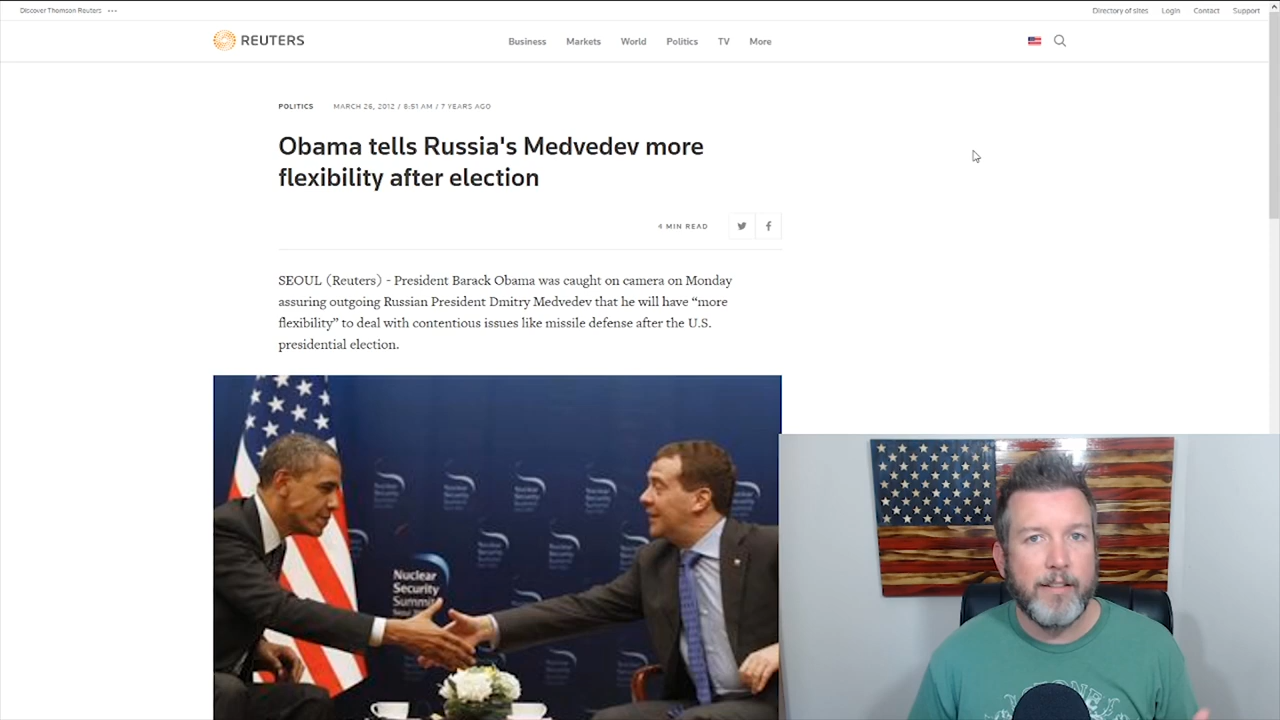 Discover Thomson Reuters
Directory of sites Login Contact Support
REUTERS
Business Markets World Politics TV More
POLITICS MARCH 26, 2012 / 8:51 AM / 7 YEARS AGO
Obama tells Russia's Medvedev more
flexibility after election
4 MIN READ
SEOUL (Reuters) - President Barack Obama was caught on camera on Monday
assuring outgoing Russian President Dmitry Medvedev that he will have “more
flexibility” to deal with contentious issues like missile defense after the U.S.
presidential election.
Nuclear
Security
Summit
Seoul